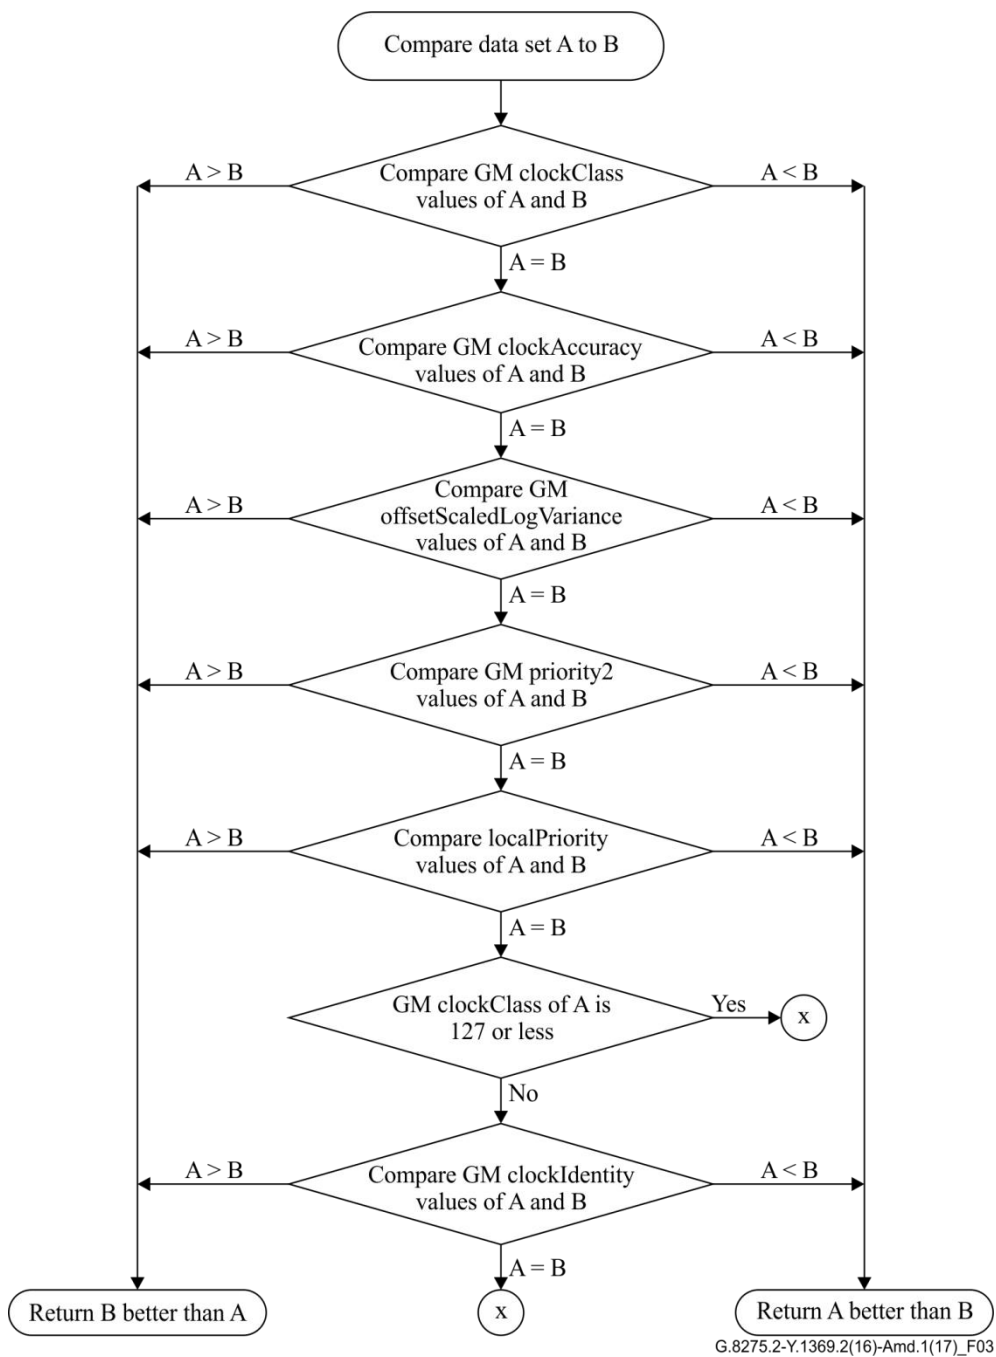 Compare data set A to B
A > B
Compare GM clockClass
values of A and B
A < B
A = B
A > B
Compare GM clockAccuracy
values of A and B
A < B
A = B
A > B
Compare GM
offsetScaledLogVariance
values of A and B
A < B
A = B
A > B
Compare GM priority2
values of A and B
A < B
A = B
A > B
Compare localPriority
values of A and B
A < B
A = B
GM clockClass of A is
127 or less
Yes
x
No
A > B
Compare GM clockIdentity
values of A and B
A < B
A = B
Return B better than A
x
Return A better than B
G.8275.2-Y.1369.2(16)-Amd.1(17)_F03